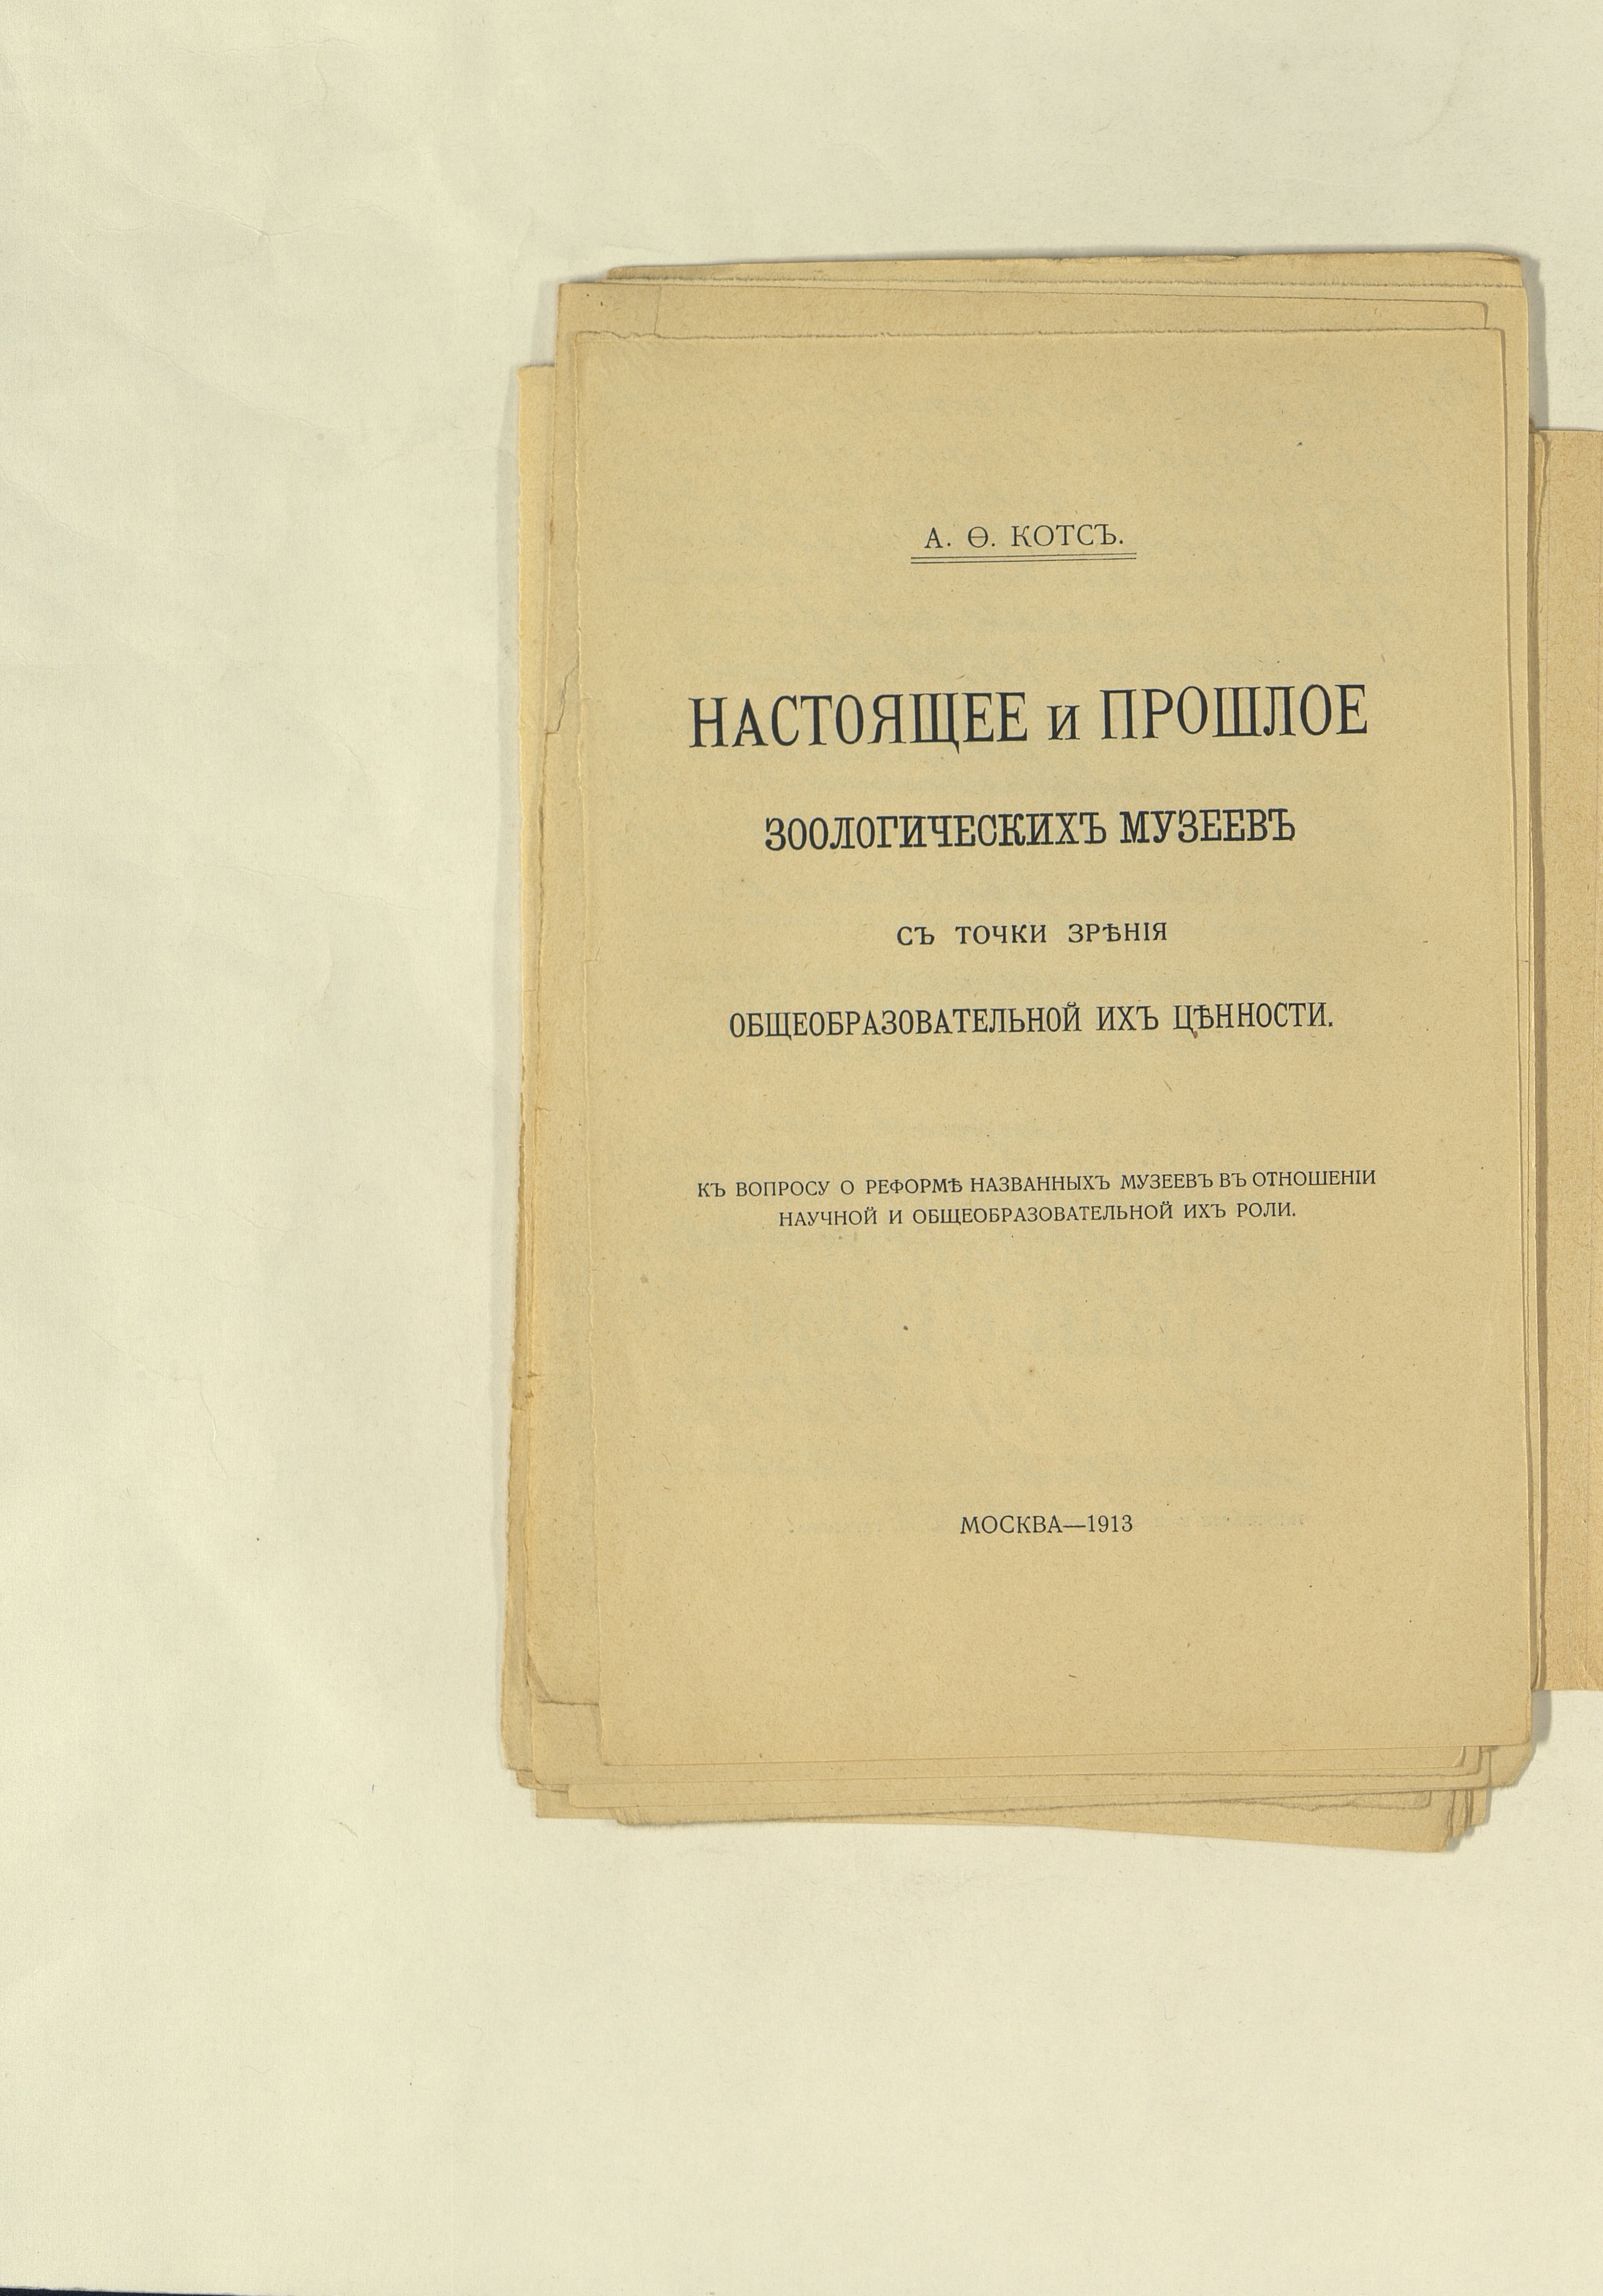 А. Ѳ. КОТСЪ.
НАСТОЯЩЕЕ и ПРОШЛОЕ
ЗООЛОГИЧЕСКИХЪ МУЗЕЕВЪ
СЪ ТОЧКИ ЗРѢНІЯ
ОБЩЕОБРАЗОВАТЕЛЬНОЙ ИХЪ ЦѢННОСТИ.
КЪ ВОПРОСУ О РЕФОРМѢ НАЗВАННЫХЪ МУЗЕЕВЪ ВЪ ОТНОШЕНІИ
НАУЧНОЙ И ОБЩЕОБРАЗОВАТЕЛЬНОЙ ИХЪ РОЛИ.
МОСКВА—1913